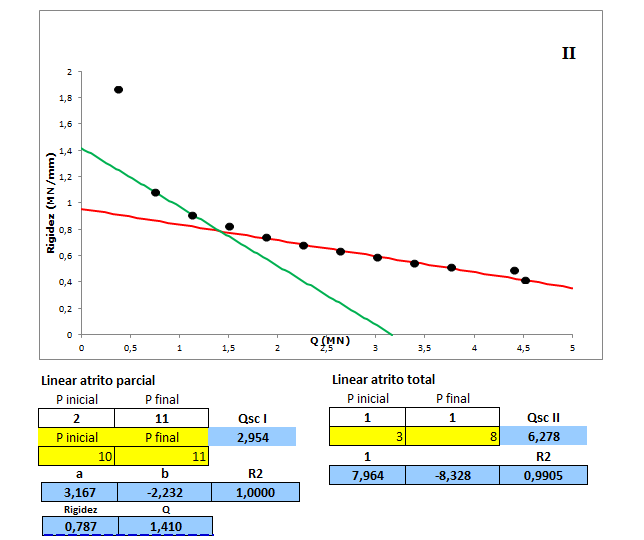 II
Rigidez (MN/mm)
2
1,8
1,6
1,4
1,2
1
0,8
0,6
0,4
0,2
0
0 0,5 1 1,5 2 2,5 3 3,5 4 4,5 5
Q (MN)
Linear atrito parcial
P inicial P final
2 11 Qsc I
P inicial P final 2,954
10 11
a b R2
3,167 -2,232 1,0000
Rigidez Q
0,787 1,410
Linear atrito total
P inicial P final
1 1 Qsc II
3 8 6,278
1 R2
7,964 -8,328 0,9905